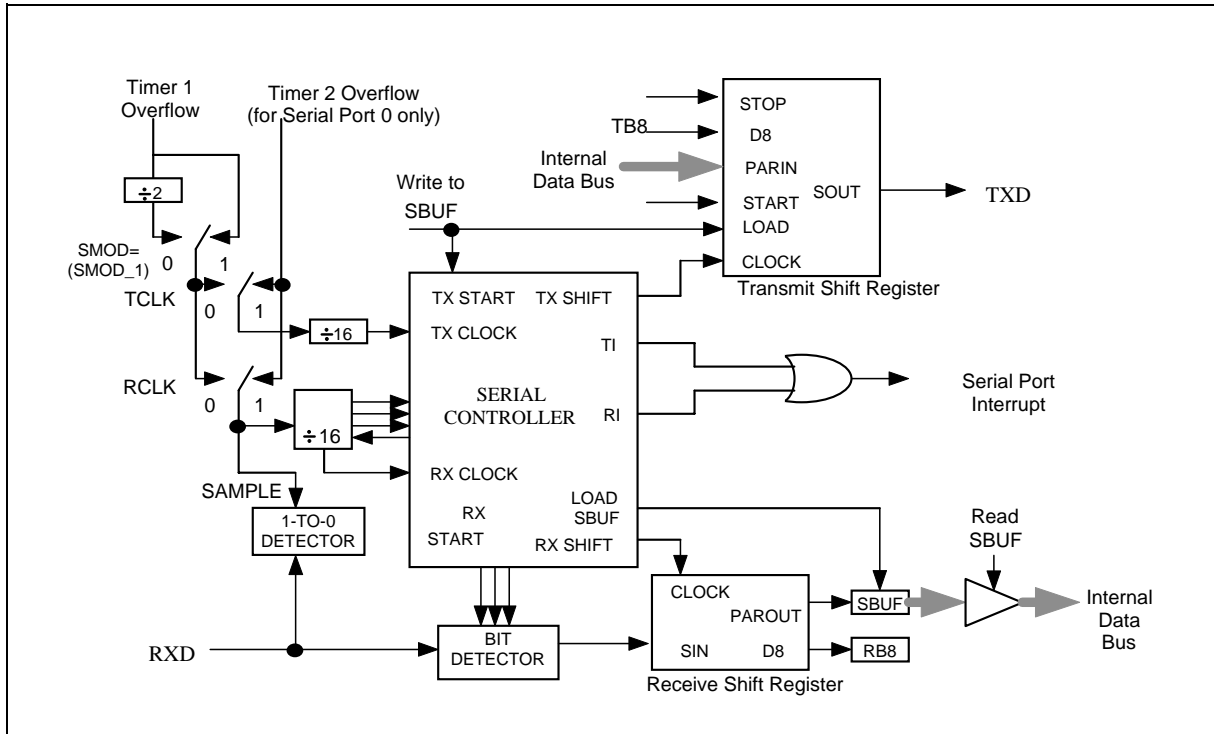 Timer 1
Overflow
Timer 2 Overflow
(for Serial Port 0 only)
÷2
SMOD=
(SMOD_1)
0
1
TCLK
0
1
÷16
RCLK
0
1
÷16
SAMPLE
1-TO-0
DETECTOR
RXD
Write to
SBUF
TX START
TX SHIFT
TX CLOCK
TI
SERIAL
CONTROLLER
RI
RX CLOCK
LOAD
SBUF
RX
START
RX SHIFT
BIT
DETECTOR
TB8
Internal
Data Bus
STOP
D8
PARIN
SOUT
START
LOAD
CLOCK
Transmit Shift Register
TXD
Serial Port
Interrupt
CLOCK
PAROUT
SIN
D8
Receive Shift Register
SBUF
RB8
Read
SBUF
Internal
Data
Bus